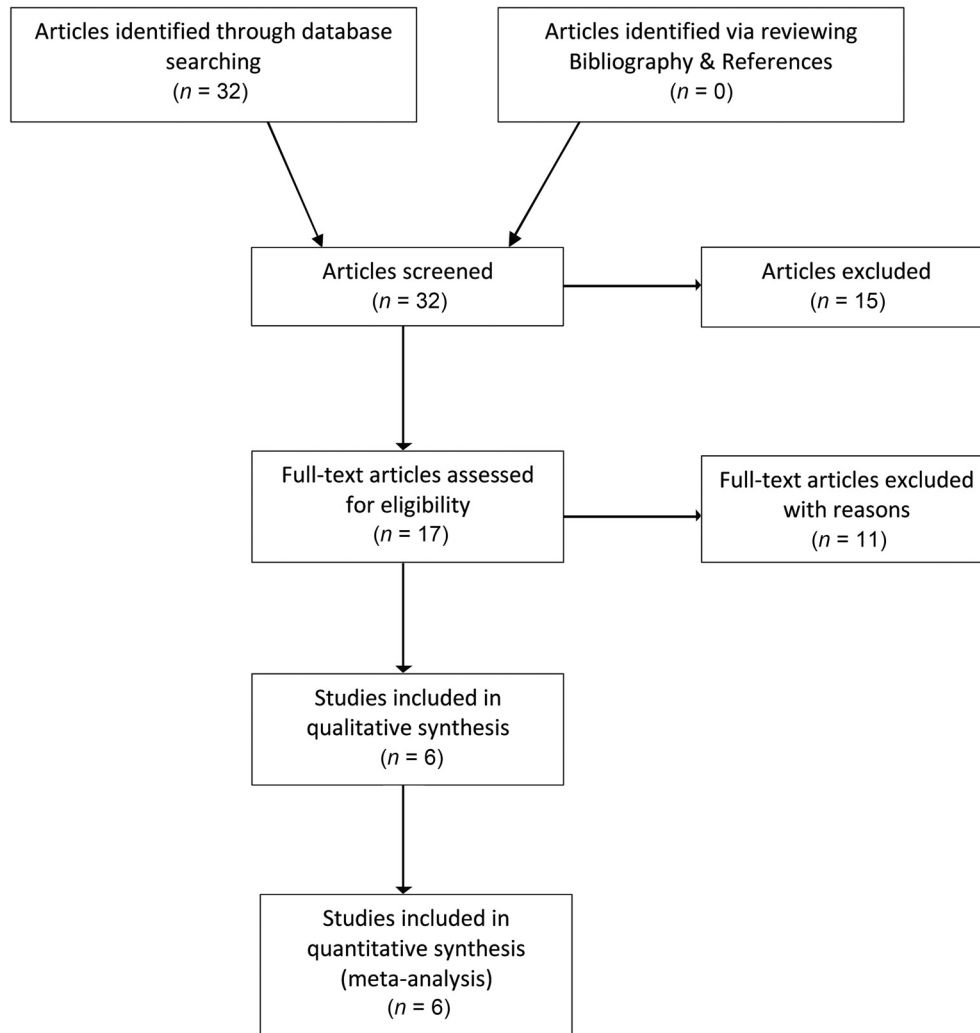 Articles identified through database
searching
(n = 32)
Articles identified via reviewing
Bibliography & References
(n = 0)
Articles screened
(n = 32)
Articles excluded
(n = 15)
Full-text articles assessed
for eligibility
(n = 17)
Full-text articles excluded
with reasons
(n = 11)
Studies included in
qualitative synthesis
(n = 6)
Studies included in
quantitative synthesis
(meta-analysis)
(n = 6)